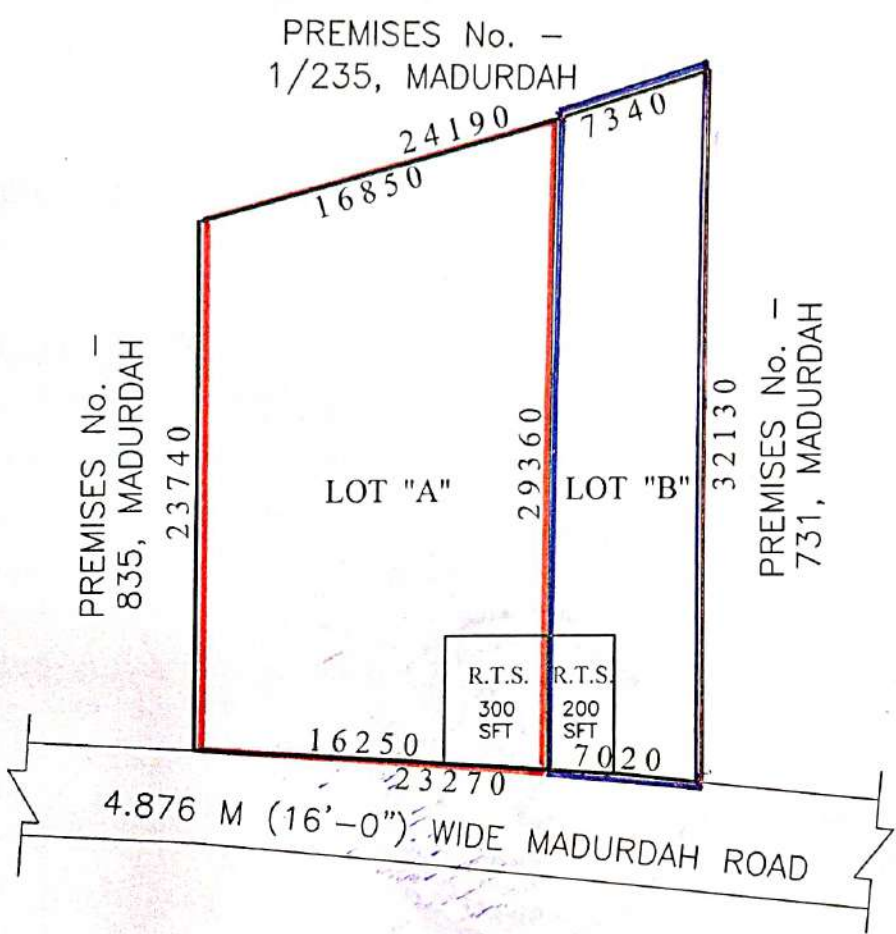 PREMISES No. -
1/235, MADURDAH
24190
7340
16850
PREMISES No. -
835, MADURDAH
23740
LOT "A"
29360
LOT "B"
32130
PREMISES No. -
731, MADURDAH
R.T.S.
300
SFT
R.T.S.
200
SFT
16250
7020
23270
4.876 M (16'-0") WIDE MADURDAH ROAD